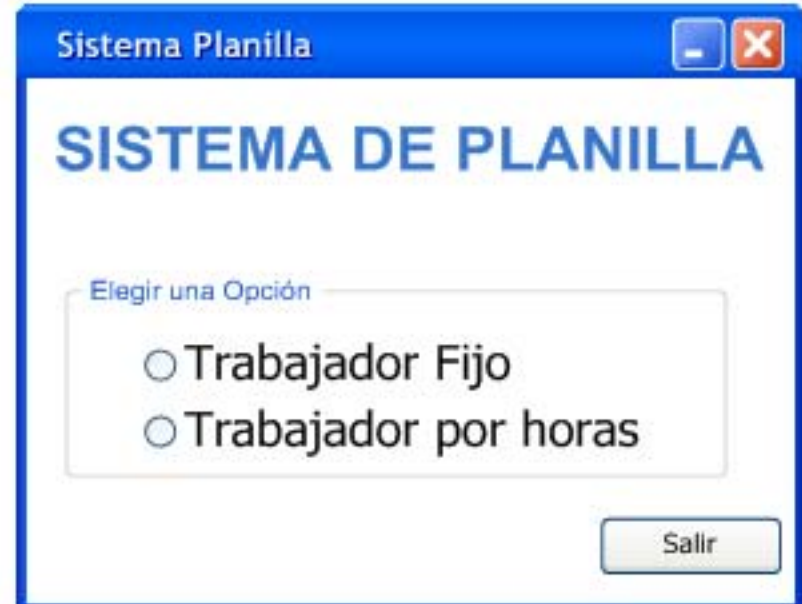 Sistema Planilla
SISTEMA DE PLANILLA
Elegir una Opción
Trabajador Fijo
Trabajador por horas
Salir